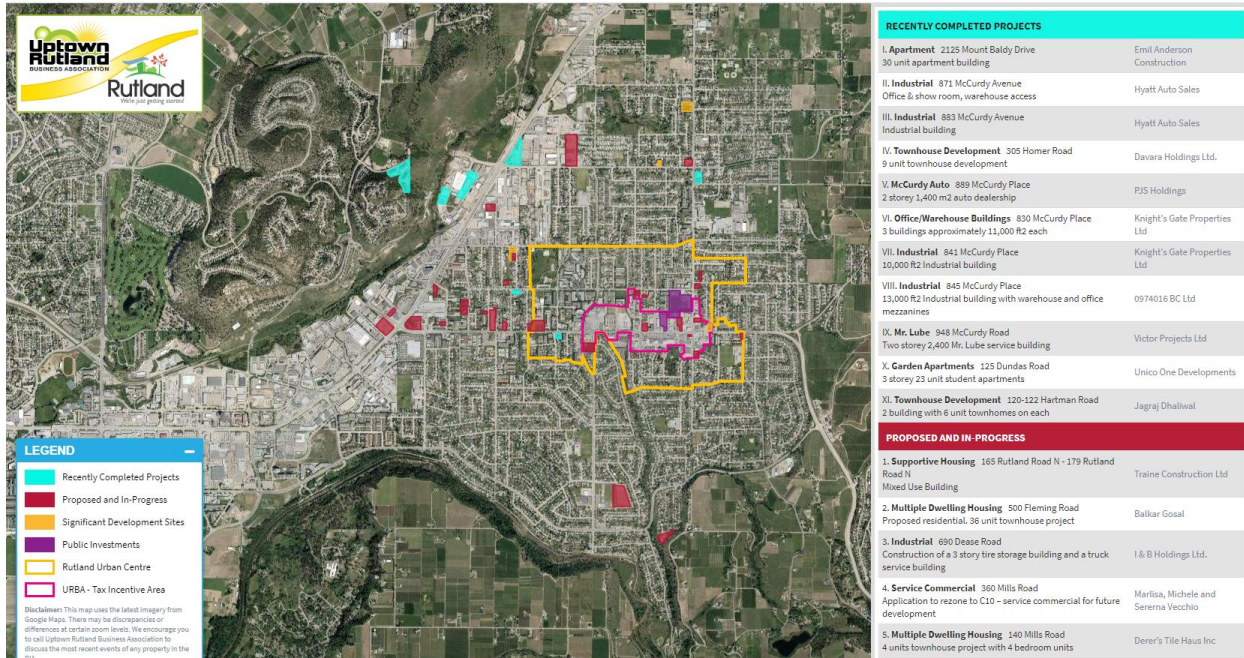 Uptown
Rutland
BUSINESS ASSOCIATION
Rutland
We're just getting started
LEGEND
Recently Completed Projects
Proposed and In-Progress
Significant Development Sites
Public Investments
Rutland Urban Centre
URBA - Tax Incentive Area
Disclaimer: This map uses the latest imagery from
Google Maps. There may be discrepancies or
differences at certain zoom levels. We encourage you
to call Uptown Rutland Business Association to
discuss the most recent events of any property in the
RECENTLY COMPLETED PROJECTS
I. Apartment 2125 Mount Baldy Drive
30 unit apartment building
Emil Anderson
Construction
II. Industrial 871 McCurdy Avenue
Office & show room, warehouse access
Hyatt Auto Sales
III. Industrial 883 McCurdy Avenue
Industrial building
Hyatt Auto Sales
IV. Townhouse Development 305 Homer Road
9 unit townhouse development
Davara Holdings Ltd.
V. McCurdy Auto 889 McCurdy Place
2 storey 1,400 m2 auto dealership
PJS Holdings
VI. Office/Warehouse Buildings 830 McCurdy Place
3 buildings approximately 11,000 ft2 each
Knight's Gate Properties
Ltd
VII. Industrial 841 McCurdy Place
10,000 ft2 Industrial building
Knight's Gate Properties
Ltd
VIII. Industrial 845 McCurdy Place
13,000 ft2 Industrial building with warehouse and office
mezzanines
0974016 BC Ltd
IX. Mr. Lube 948 McCurdy Road
Two storey 2,400 Mr. Lube service building
Victor Projects Ltd
X. Garden Apartments 125 Dundas Road
3 storey 23 unit student apartments
Unico One Developments
XI. Townhouse Development 120-122 Hartman Road
2 building with 6 unit townhomes on each
Jagraj Dhaliwal
PROPOSED AND IN-PROGRESS
1. Supportive Housing 165 Rutland Road N - 179 Rutland
Road N
Mixed Use Building
Traine Construction Ltd
2. Multiple Dwelling Housing 500 Fleming Road
Proposed residential. 36 unit townhouse project
Balkar Gosal
3. Industrial 690 Dease Road
Construction of a 3 story tire storage building and a truck
service building
I & B Holdings Ltd.
4. Service Commercial 360 Mills Road
Application to rezone to C10 – service commercial for future
development
Marlisa, Michele and
Sererna Vecchio
5. Multiple Dwelling Housing 140 Mills Road
4 units townhouse project with 4 bedroom units
Derer's Tile Haus Inc